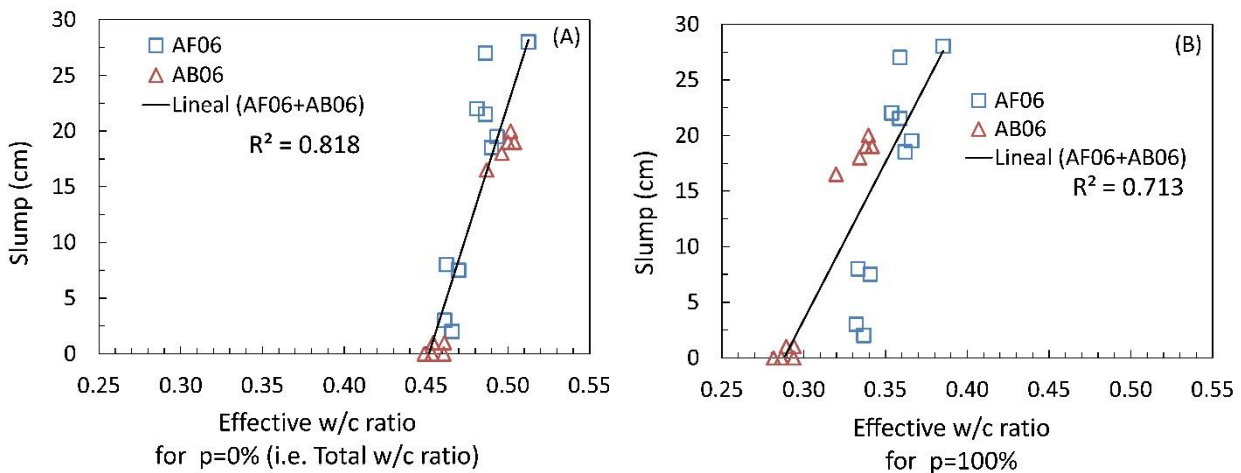 (A)
AF06
AB06
Lineal (AF06+AB06)
R² = 0.818
Slump (cm)
30
25
20
15
10
5
0
0.25 0.30 0.35 0.40 0.45 0.50 0.55
Effective w/c ratio
for p=0% (i.e. Total w/c ratio)
(B)
AF06
AB06
Lineal (AF06+AB06)
R² = 0.713
Slump (cm)
30
25
20
15
10
5
0
0.25 0.30 0.35 0.40 0.45 0.50 0.55
Effective w/c ratio
for p=100%